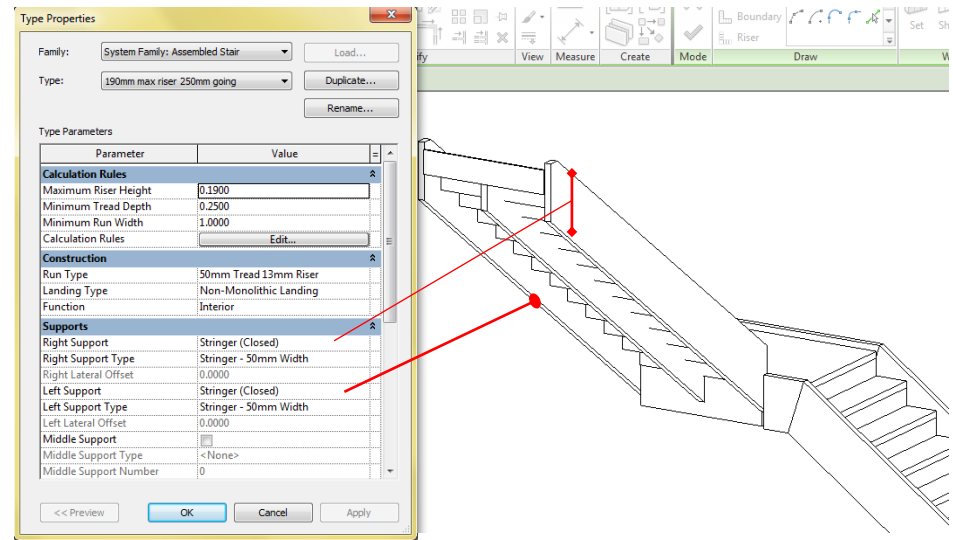 Type Properties
Family:
System Family: Assembled Stair
Load...
Type:
190mm max riser 250mm going
Duplicate...
Rename...
Type Parameters
Parameter Value =
Calculation Rules
Maximum Riser Height 0.1900
Minimum Tread Depth 0.2500
Minimum Run Width 1.0000
Calculation Rules Edit...
Construction
Run Type 50mm Tread 13mm Riser
Landing Type Non-Monolithic Landing
Function Interior
Supports
Right Support Stringer (Closed)
Right Support Type Stringer - 50mm Width
Right Lateral Offset 0.0000
Left Support Stringer (Closed)
Left Support Type Stringer - 50mm Width
Left Lateral Offset 0.0000
Middle Support
Middle Support Type <None>
Middle Support Number 0
<< Preview OK Cancel Apply
Boundary
Riser
Set Sh
ify View Measure Create Mode Draw W